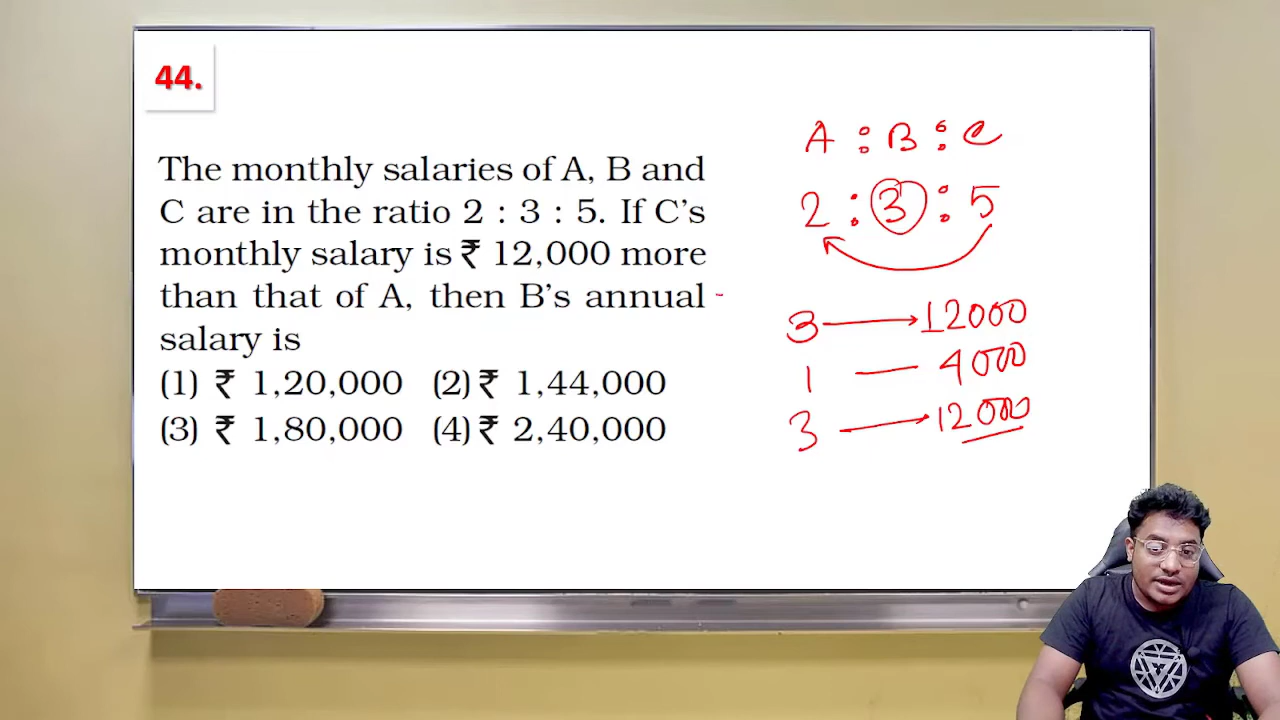 44.
The monthly salaries of A, B and
C are in the ratio 2 : 3 : 5. If C's
monthly salary is ₹ 12,000 more
than that of A, then B's annual
salary is
(1) ₹ 1,20,000 (2) ₹ 1,44,000
(3) ₹ 1,80,000 (4) ₹ 2,40,000
A : B : C
2 : 3 : 5
3 → 12000
1 — 4000
3 → 12000